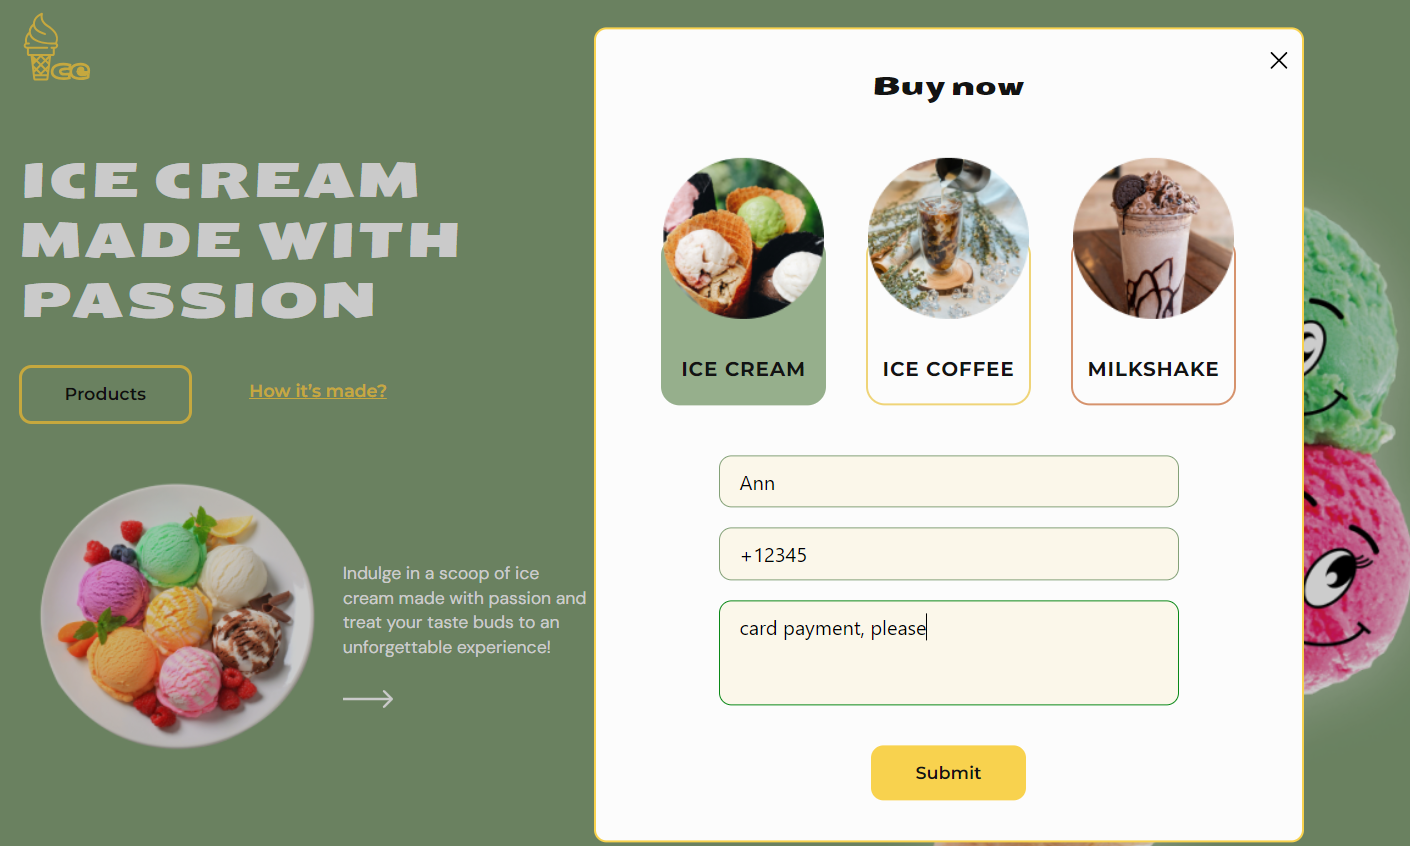 ce
ICE CREAM
MADE WITH
PASSION
Products
How it's made?
Indulge in a scoop of ice
cream made with passion and
treat your taste buds to an
unforgettable experience!
Buy now
ICE CREAM
ICE COFFEE
MILKSHAKE
Ann
+12345
card payment, please
Submit